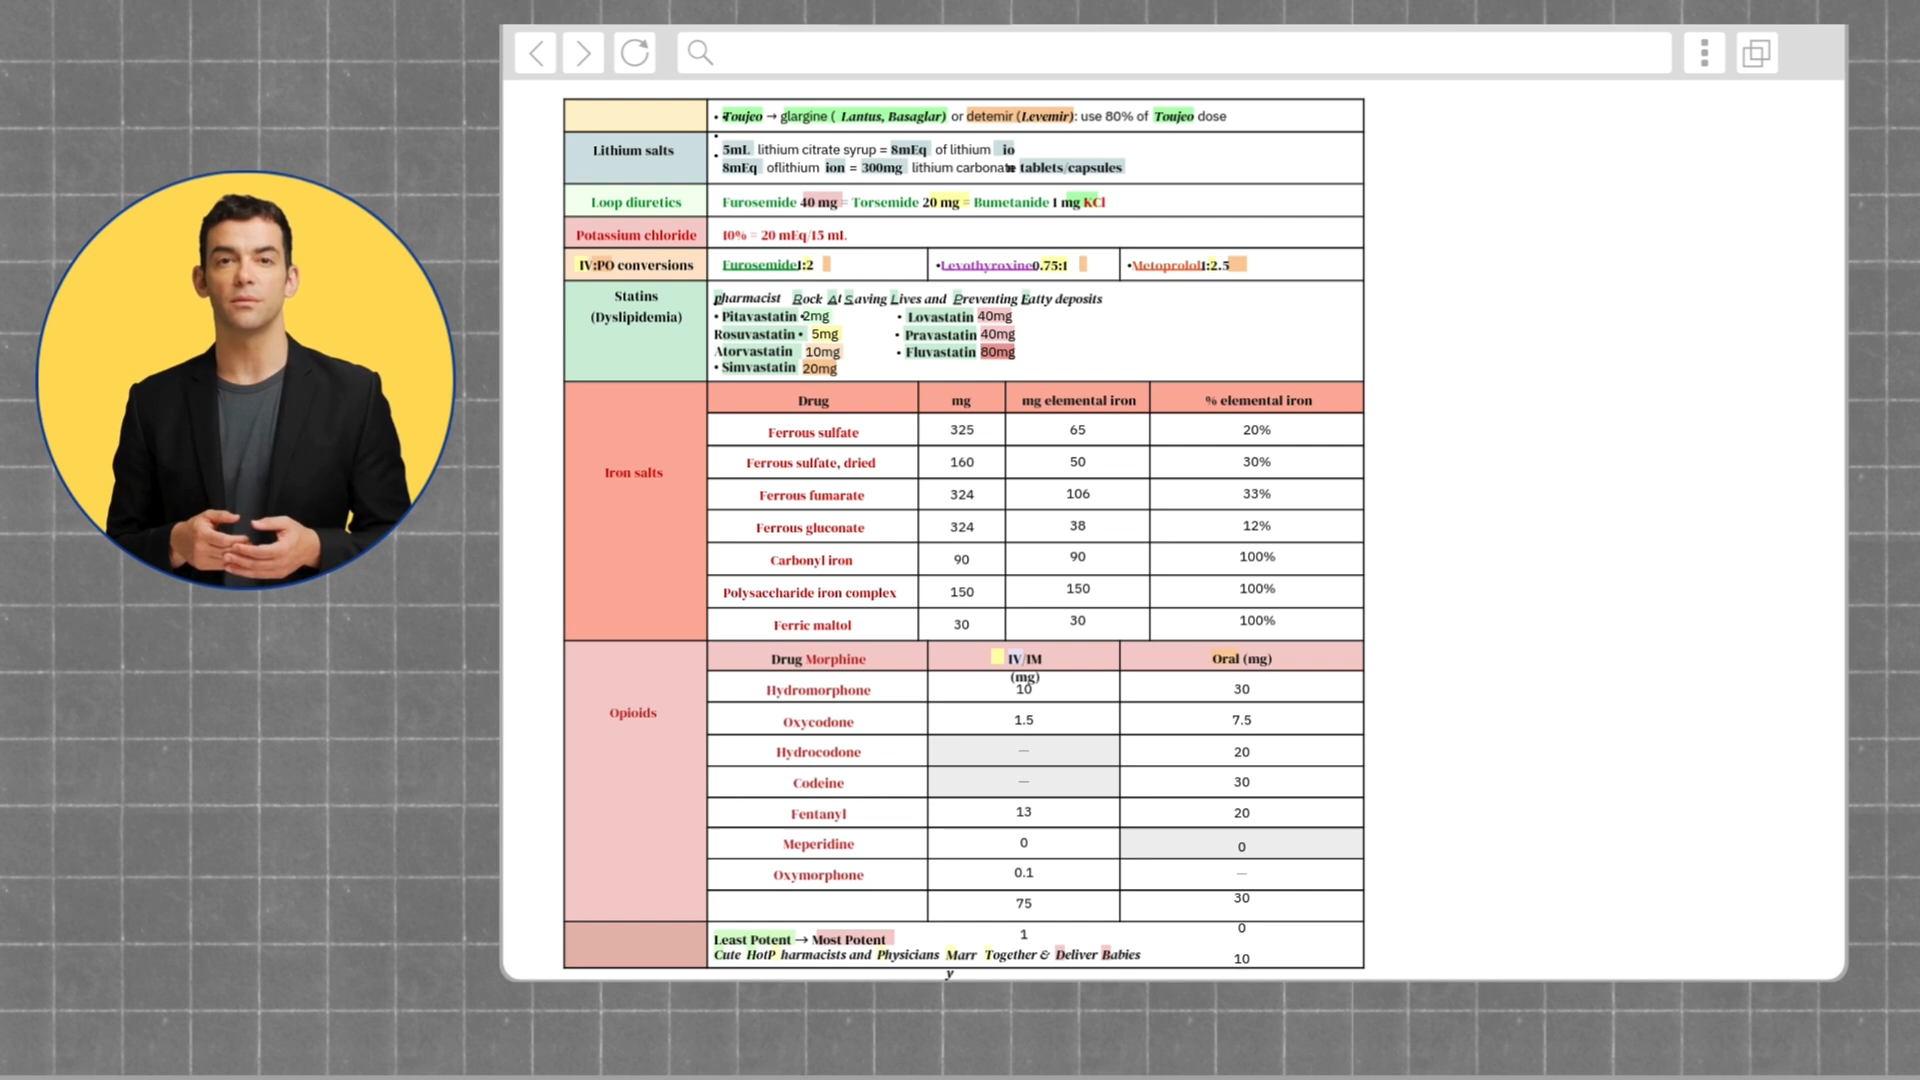 • Toujeo → glargine ( Lantus, Basaglar) or detemir (Levemir): use 80% of Toujeo dose
Lithium salts
5mL lithium citrate syrup = 8mEq of lithium io
8mEq oflithium ion = 300mg lithium carbonate tablets/capsules
Loop diuretics
Furosemide 40 mg = Torsemide 20 mg = Bumetanide 1 mg KCl
Potassium chloride
10% = 20 mEq/15 mL
IV:PO conversions
Furosemide1:2
•Levothyroxine0.75:1
•Metoprolol1:2.5
Statins
(Dyslipidemia)
Pharmacist Rock At Saving Lives and Preventing Fatty deposits
• Pitavastatin •2mg • Lovastatin 40mg
Rosuvastatin • 5mg • Pravastatin 40mg
Atorvastatin 10mg • Fluvastatin 80mg
• Simvastatin 20mg
Iron salts
Drug mg mg elemental iron % elemental iron
Ferrous sulfate 325 65 20%
Ferrous sulfate, dried 160 50 30%
Ferrous fumarate 324 106 33%
Ferrous gluconate 324 38 12%
Carbonyl iron 90 90 100%
Polysaccharide iron complex 150 150 100%
Ferric maltol 30 30 100%
Opioids
Drug Morphine IV/IM Oral (mg)
(mg)
Hydromorphone 10 30
Oxycodone 1.5 7.5
Hydrocodone — 20
Codeine — 30
Fentanyl 13 20
Meperidine 0 0
Oxymorphone 0.1 —
75 30
1 0
10
Least Potent → Most Potent
Cute HotP harmacists and Physicians Marr Together & Deliver Babies
y